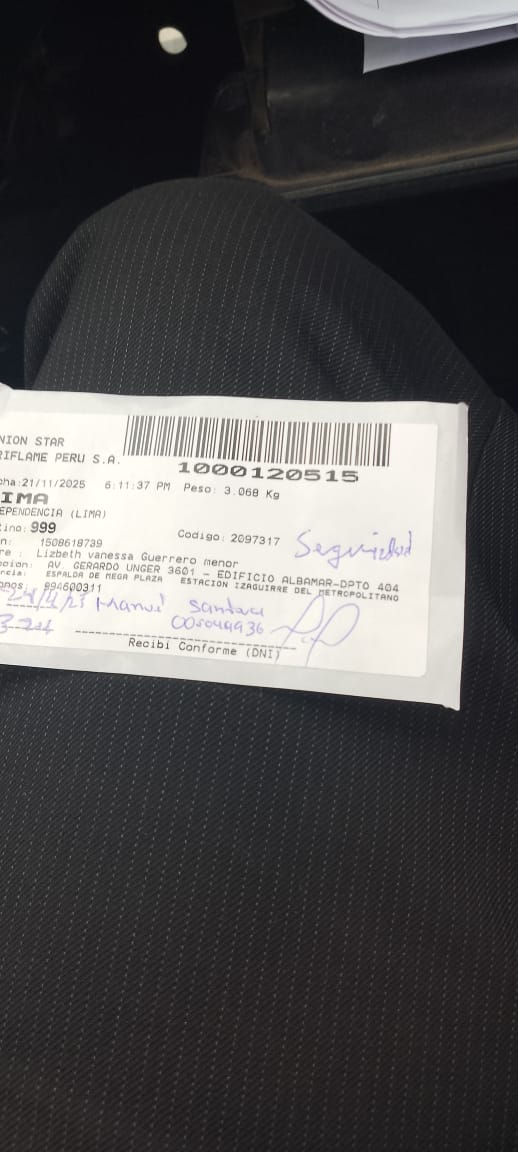 NION STAR
RIFLAME PERU S.A.
1000120515
cha:21/11/2025 6:11:37 PM Peso: 3.068 Kg
IMA
EPENDENCIA (LIMA)
tino: 999
n: 1508618739 Codigo: 2097317
Seguridad
re : Lizbeth vanessa Guerrero menor
cion: AV. GERARDO UNGER 3601 - EDIFICIO ALBAMAR-DPTO 404
ncia: ESPALDA DE MEGA PLAZA ESTACION IZAGUIRRE DEL METROPOLITANO
onos: 994600311
Manuel
005049936
Recibi Conforme (DNI)